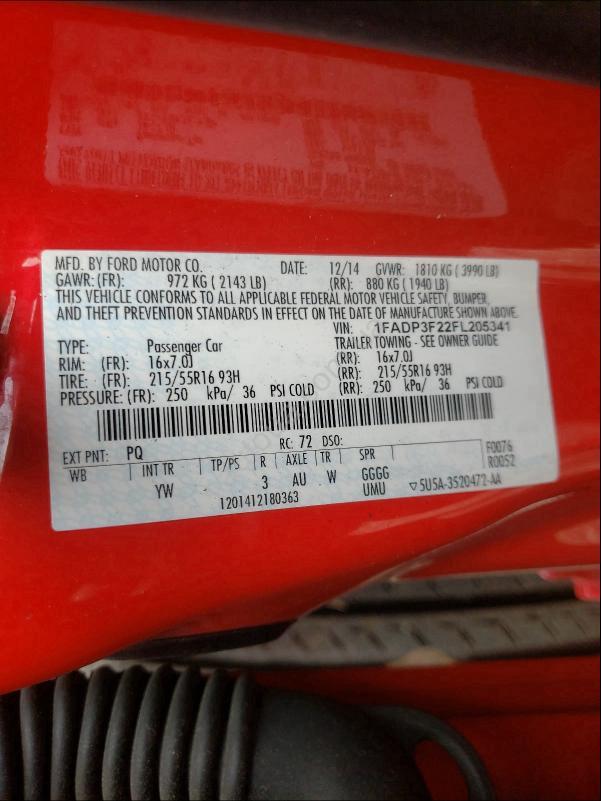 MFD. BY FORD MOTOR CO. DATE: 12/14 GVWR: 1810 KG ( 3990 LB)
GAWR: (FR): 972 KG ( 2143 LB) (RR): 880 KG ( 1940 LB)
THIS VEHICLE CONFORMS TO ALL APPLICABLE FEDERAL MOTOR VEHICLE SAFETY, BUMPER,
AND THEFT PREVENTION STANDARDS IN EFFECT ON THE DATE OF MANUFACTURE SHOWN ABOVE.
VIN: 1FADP3F22FL205341
TYPE: Passenger Car TRAILER TOWING - SEE OWNER GUIDE
RIM: (FR): 16x7.0J (RR): 16x7.0J
TIRE: (FR): 215/55R16 93H (RR): 215/55R16 93H
PRESSURE: (FR): 250 kPa/ 36 PSI COLD (RR): 250 kPa/ 36 PSI COLD
EXT PNT: PQ RC: 72 DSO: F0076
R0052
WB INT TR TP/PS R AXLE TR SPR
YW 3 AU W GGGG
UMU
1201412180363 ▽5U5A-3520472-AA